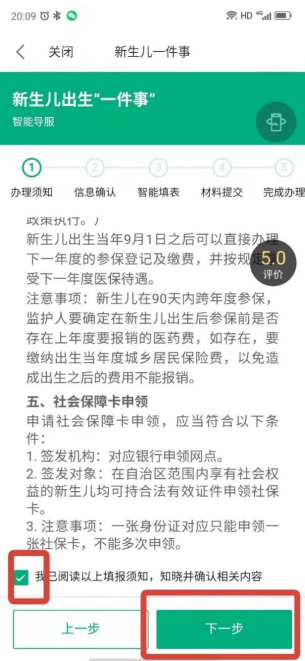 20:09
HD 4G
关闭 新生儿一件事
新生儿出生“一件事”
智能导服
1 2 3 4 5
办理须知 信息确认 智能填表 材料提交 完成办理
政策执行。）
新生儿出生当年9月1日之后可以直接办理
下一年度的参保登记及缴费，并按规定
受下一年度医保待遇。
5.0
评价
注意事项：新生儿在90天内跨年度参保，
监护人要确定在新生儿出生后参保前是否
存在上年度要报销的医药费，如存在，要
缴纳出生当年度城乡居民保险费，以免造
成出生之后的费用不能报销。
五、社会保障卡申领
申请社会保障卡申领，应当符合以下条
件：
1. 签发机构：对应银行申领网点。
2. 签发对象：在自治区范围内享有社会权
益的新生儿均可持合法有效证件申领社保
卡。
3. 注意事项：一张身份证对应只能申领一
张社保卡，不能多次申领。
我已阅读以上填报须知，知晓并确认相关内容
上一步 下一步